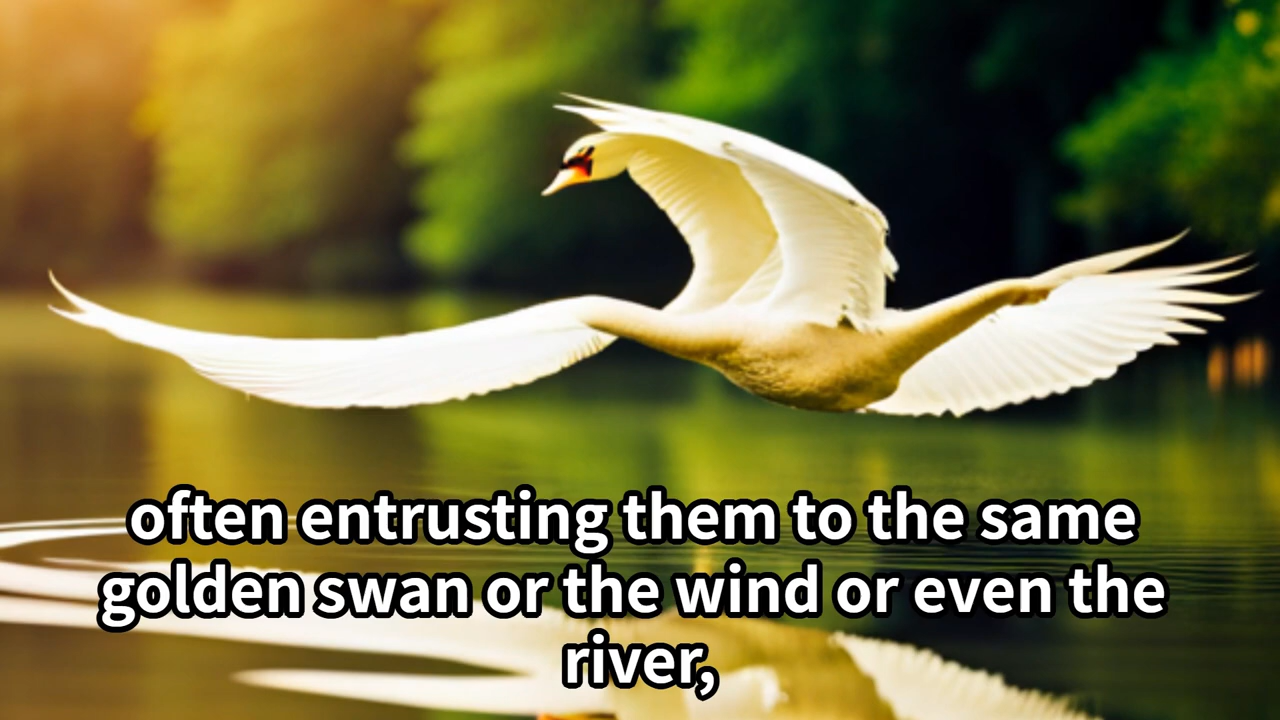 often entrusting them to the same
golden swan or the wind or even the
river,